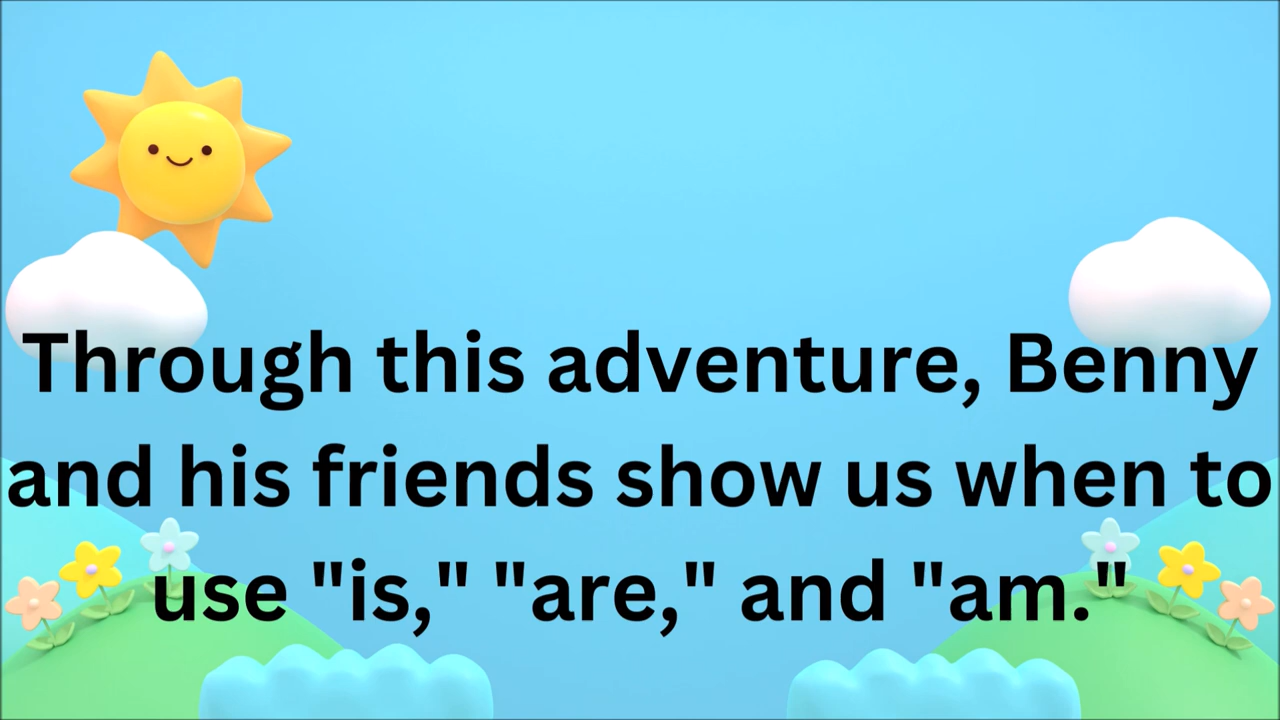 Through this adventure, Benny
and his friends show us when to
use "is," "are," and "am."